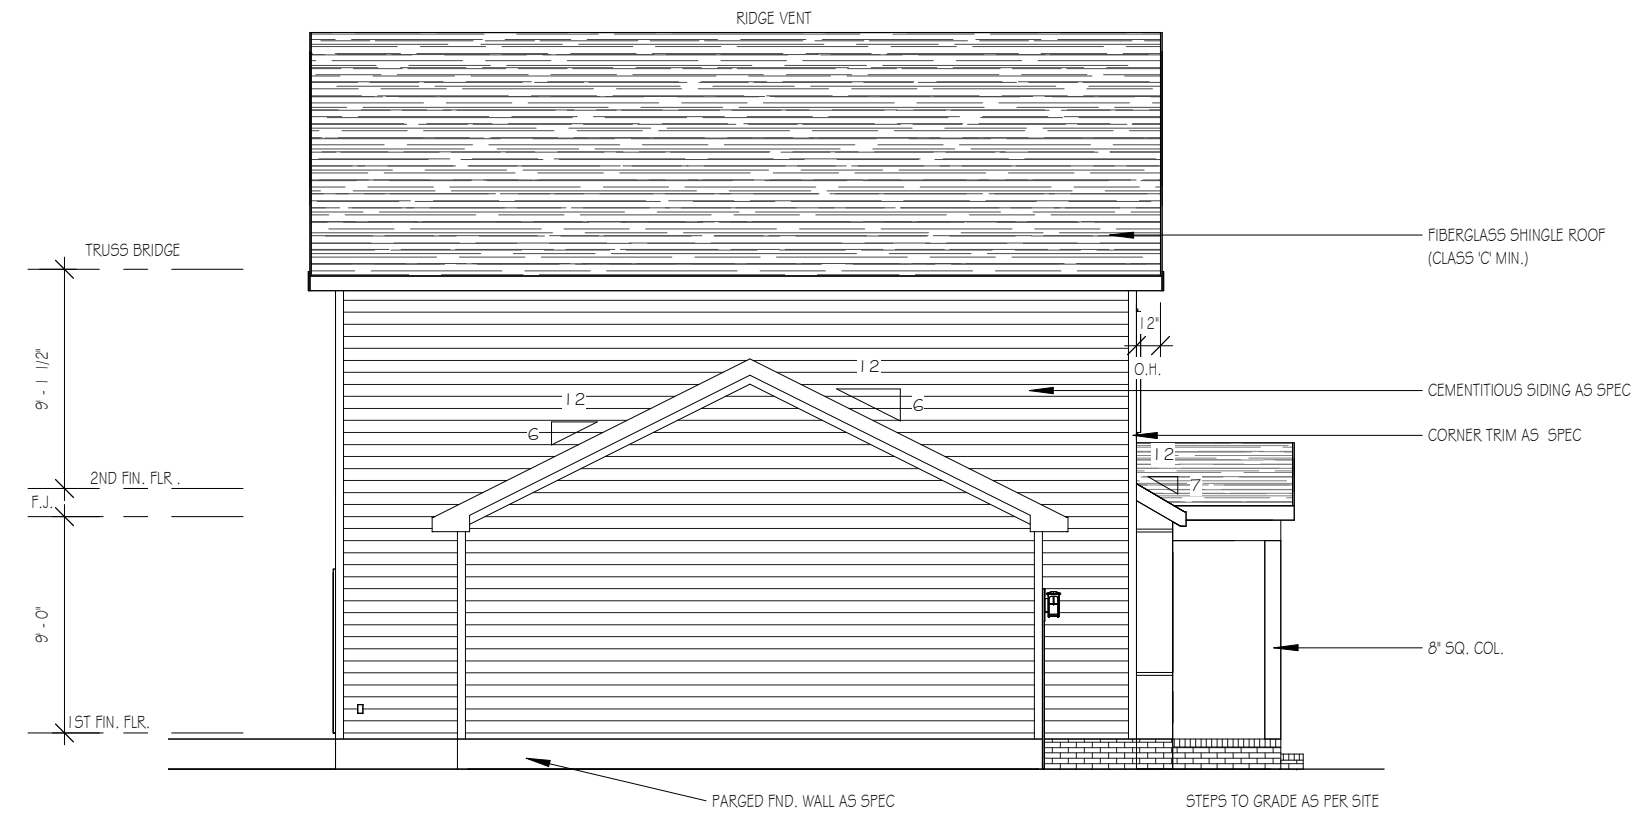 RIDGE VENT
FIBERGLASS SHINGLE ROOF
(CLASS 'C' MIN.)
TRUSS BRIDGE
12"
O.H.
9' - 1 1/2"
12
6
12
6
CEMENTITIOUS SIDING AS SPEC
CORNER TRIM AS SPEC
12
7
2ND FIN. FLR .
F.J.
9' - 0"
8" SQ. COL.
1ST FIN. FLR.
PARGED FND. WALL AS SPEC
STEPS TO GRADE AS PER SITE